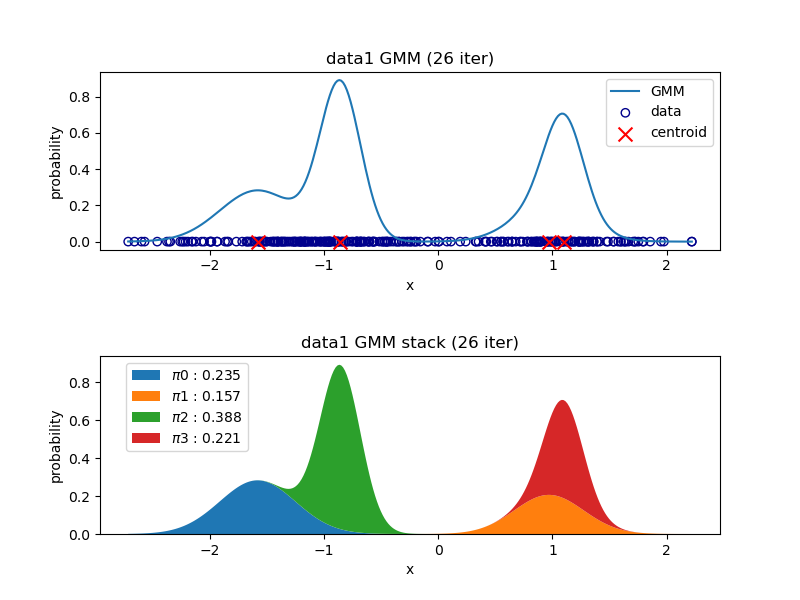 data1 GMM (26 iter)
probability
0.8
0.6
0.4
0.2
0.0
GMM
data
centroid
−2
−1
0
1
2
x
data1 GMM stack (26 iter)
probability
0.8
0.6
0.4
0.2
0.0
π0 : 0.235
π1 : 0.157
π2 : 0.388
π3 : 0.221
−2
−1
0
1
2
x